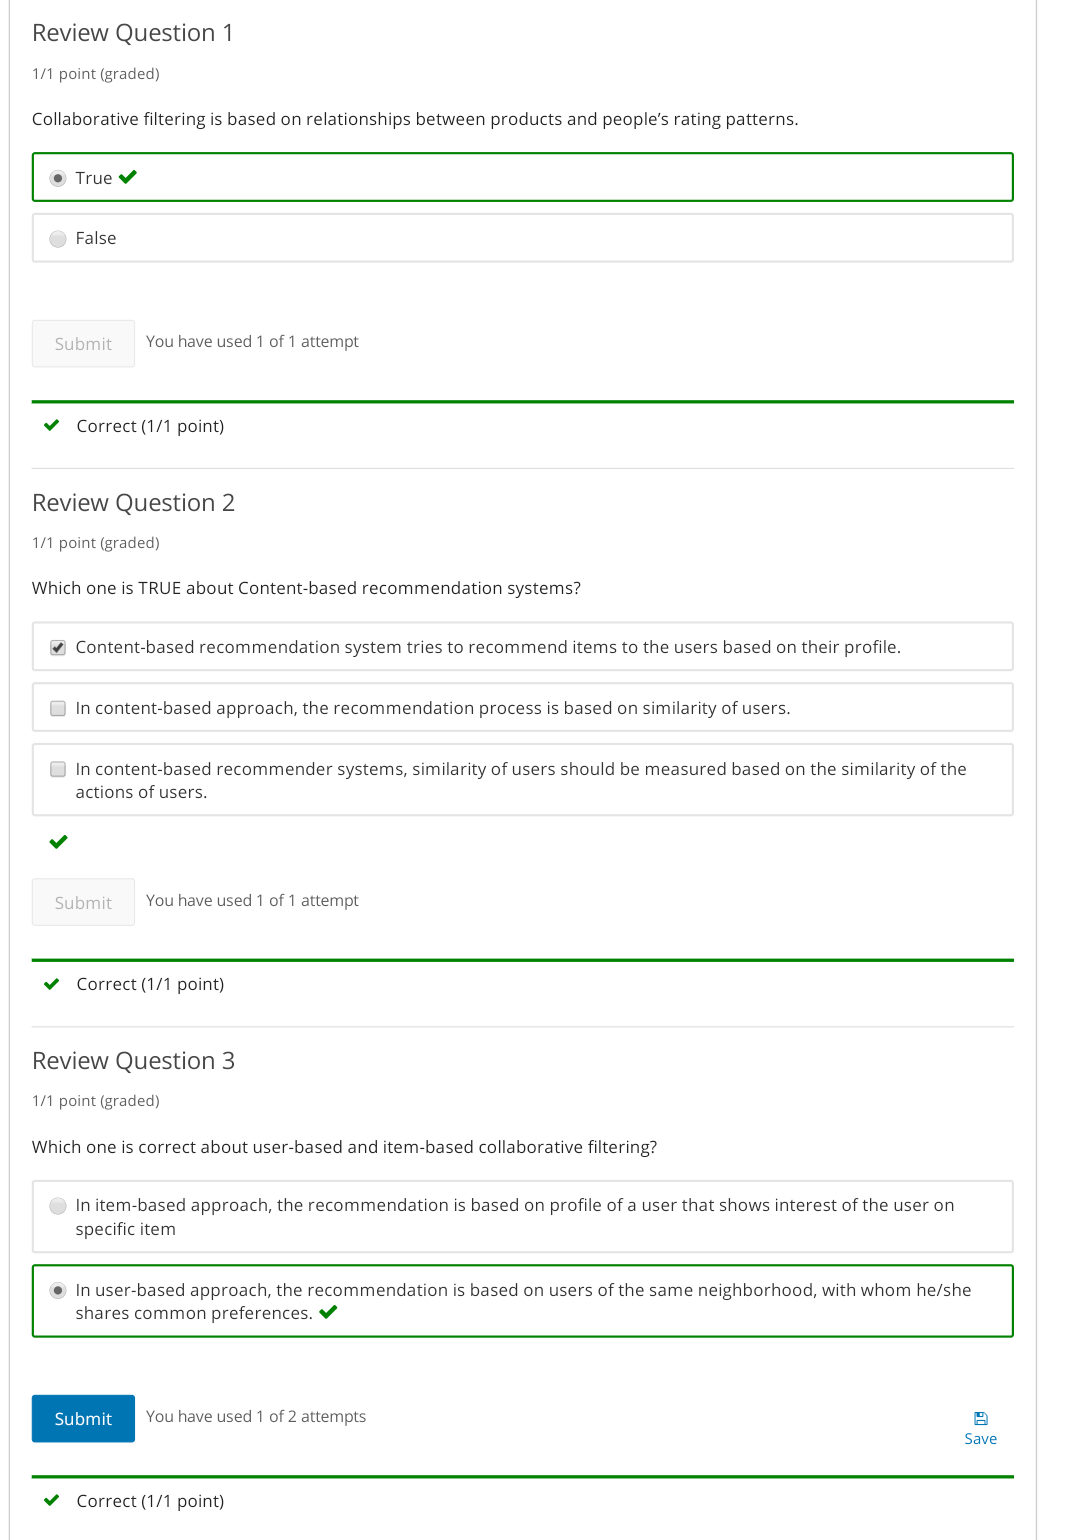 Review Question 1
1/1 point (graded)
Collaborative filtering is based on relationships between products and people’s rating patterns.
True
False
Submit
You have used 1 of 1 attempt
Correct (1/1 point)
Review Question 2
1/1 point (graded)
Which one is TRUE about Content-based recommendation systems?
Content-based recommendation system tries to recommend items to the users based on their profile.
In content-based approach, the recommendation process is based on similarity of users.
In content-based recommender systems, similarity of users should be measured based on the similarity of the
actions of users.
Submit
You have used 1 of 1 attempt
Correct (1/1 point)
Review Question 3
1/1 point (graded)
Which one is correct about user-based and item-based collaborative filtering?
In item-based approach, the recommendation is based on profile of a user that shows interest of the user on
specific item
In user-based approach, the recommendation is based on users of the same neighborhood, with whom he/she
shares common preferences.
Submit
You have used 1 of 2 attempts
Save
Correct (1/1 point)